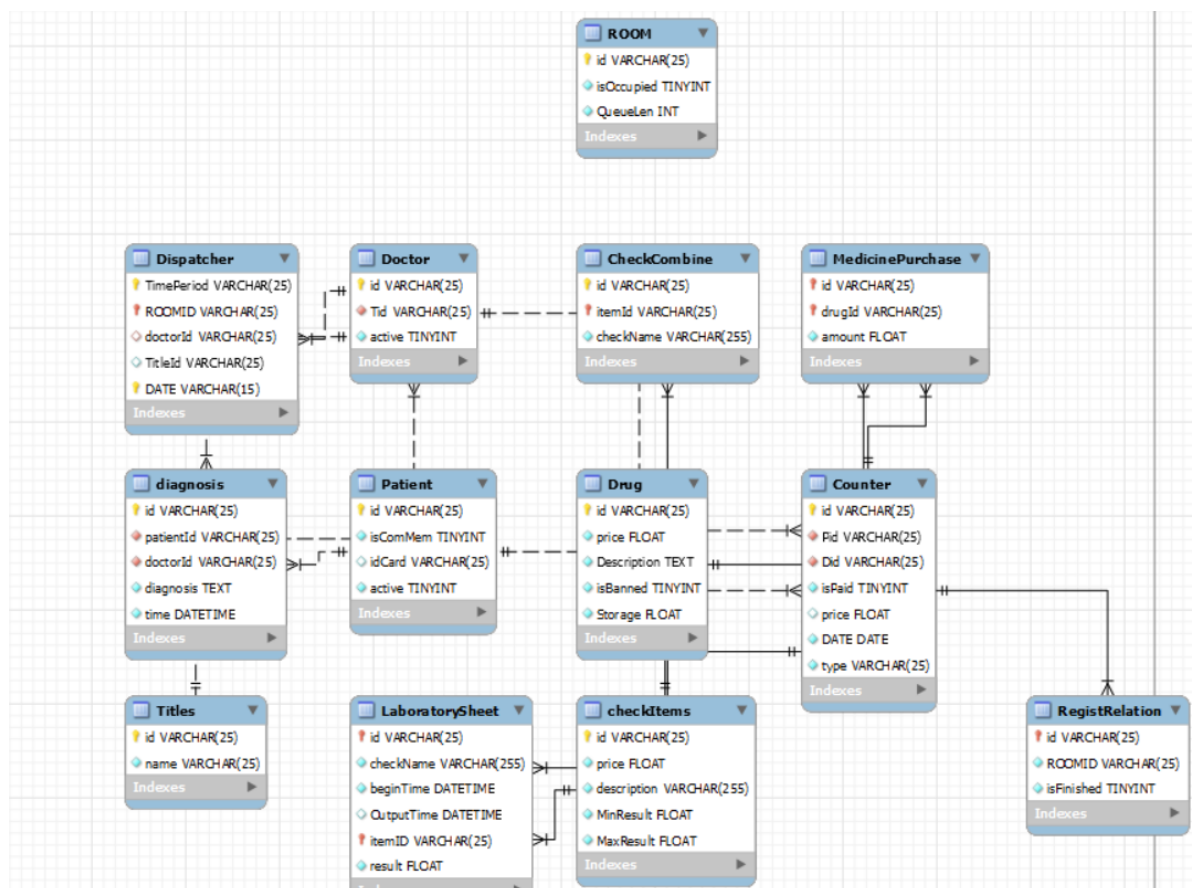 ROOM
id VARCHAR(25)
isOccupied TINYINT
QueueLen INT
Indexes
Dispatcher
TimePeriod VARCHAR(25)
ROOMID VARCHAR(25)
doctorId VARCHAR(25)
TitleId VARCHAR(25)
DATE VARCHAR(15)
Indexes
Doctor
id VARCHAR(25)
Tid VARCHAR(25)
active TINYINT
Indexes
CheckCombine
id VARCHAR(25)
itemId VARCHAR(25)
checkName VARCHAR(255)
Indexes
MedicinePurchase
id VARCHAR(25)
drugId VARCHAR(25)
amount FLOAT
Indexes
diagnosis
id VARCHAR(25)
patientId VARCHAR(25)
doctorId VARCHAR(25)
diagnosis TEXT
time DATETIME
Indexes
Patient
id VARCHAR(25)
isComMem TINYINT
idCard VARCHAR(25)
active TINYINT
Indexes
Drug
id VARCHAR(25)
price FLOAT
Description TEXT
isBanned TINYINT
Storage FLOAT
Indexes
Counter
id VARCHAR(25)
Pid VARCHAR(25)
Did VARCHAR(25)
isPaid TINYINT
price FLOAT
DATE DATE
type VARCHAR(25)
Indexes
Titles
id VARCHAR(25)
name VARCHAR(25)
Indexes
LaboratorySheet
id VARCHAR(25)
checkName VARCHAR(255)
beginTime DATETIME
OutputTime DATETIME
itemID VARCHAR(25)
result FLOAT
Indexes
checkItems
id VARCHAR(25)
price FLOAT
description VARCHAR(255)
MinResult FLOAT
MaxResult FLOAT
Indexes
RegistRelation
id VARCHAR(25)
ROOMID VARCHAR(25)
isFinished TINYINT
Indexes